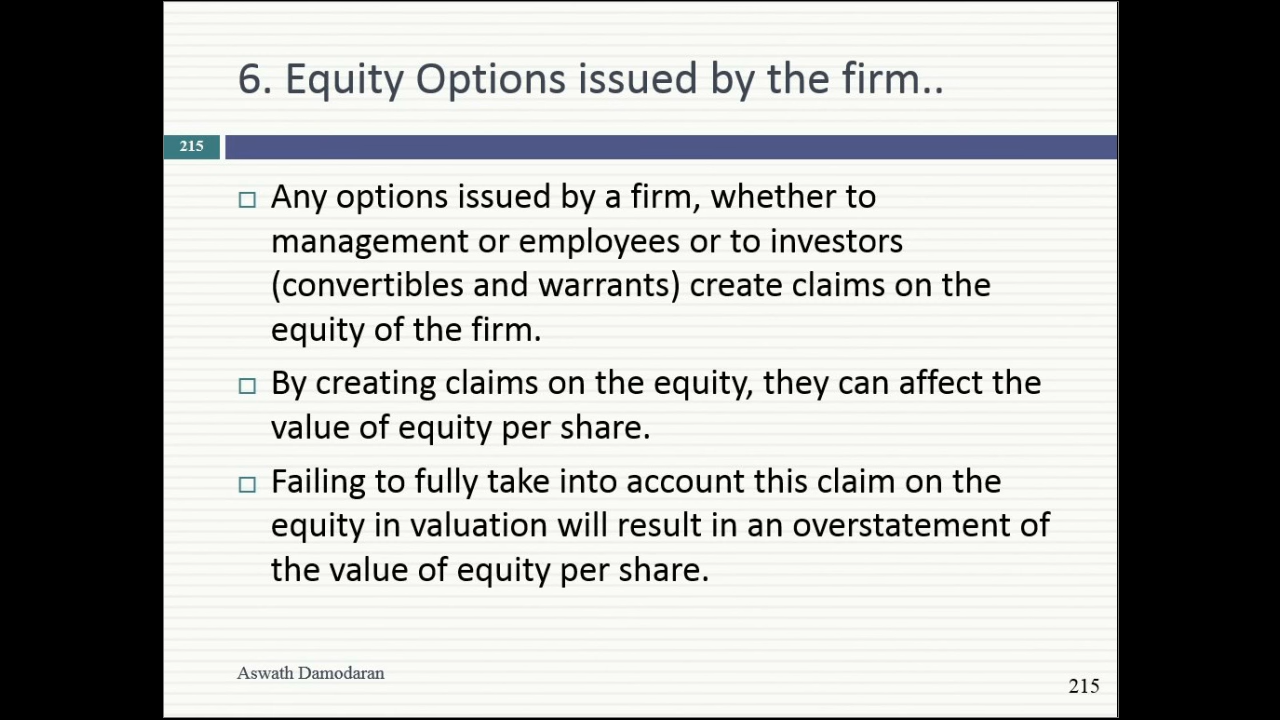 6. Equity Options issued by the firm..
215
Any options issued by a firm, whether to
management or employees or to investors
(convertibles and warrants) create claims on the
equity of the firm.
By creating claims on the equity, they can affect the
value of equity per share.
Failing to fully take into account this claim on the
equity in valuation will result in an overstatement of
the value of equity per share.
Aswath Damodaran
215